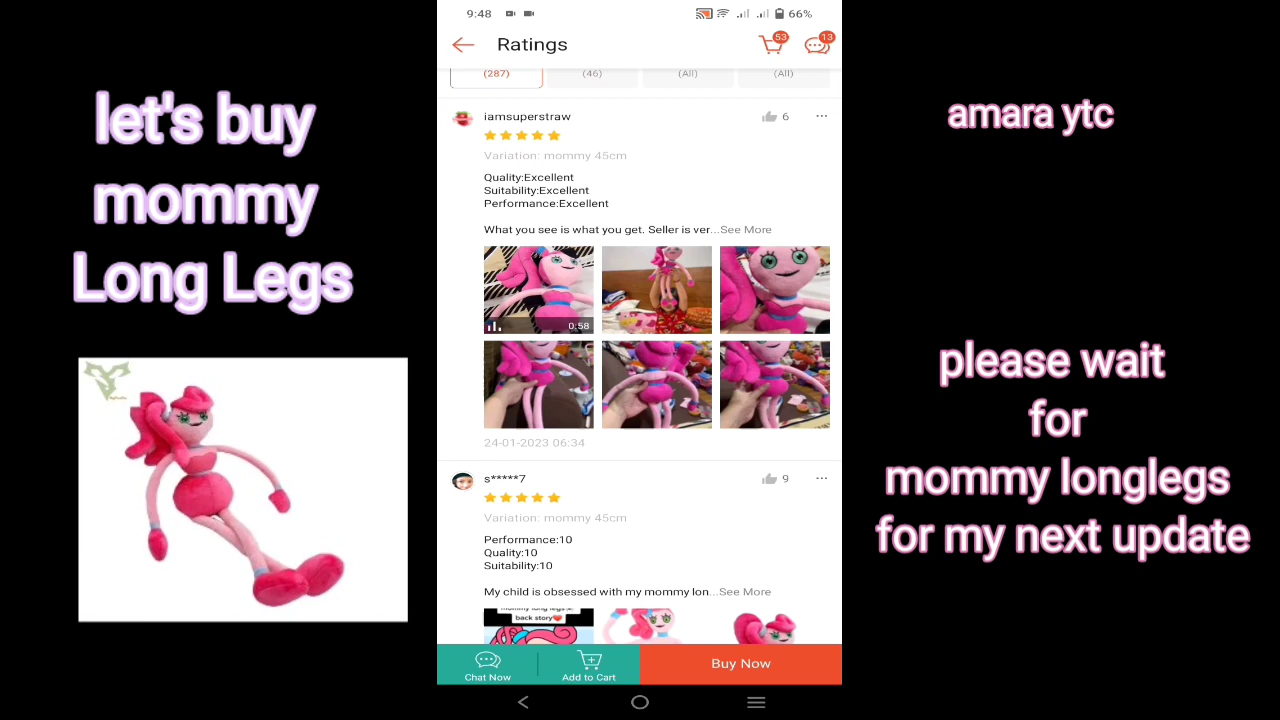 let's buy
mommy
Long Legs
9:48
66%
Ratings
53
13
(287)
(46)
(All)
(All)
iamsuperstraw
6
Variation: mommy 45cm
Quality:Excellent
Suitability:Excellent
Performance:Excellent
What you see is what you get. Seller is ver...See More
0:58
24-01-2023 06:34
s*****7
9
Variation: mommy 45cm
Performance:10
Quality:10
Suitability:10
My child is obsessed with my mommy lon...See More
mommy long legs
back story
Chat Now
Add to Cart
Buy Now
amara ytc
please wait
for
mommy longlegs
for my next update